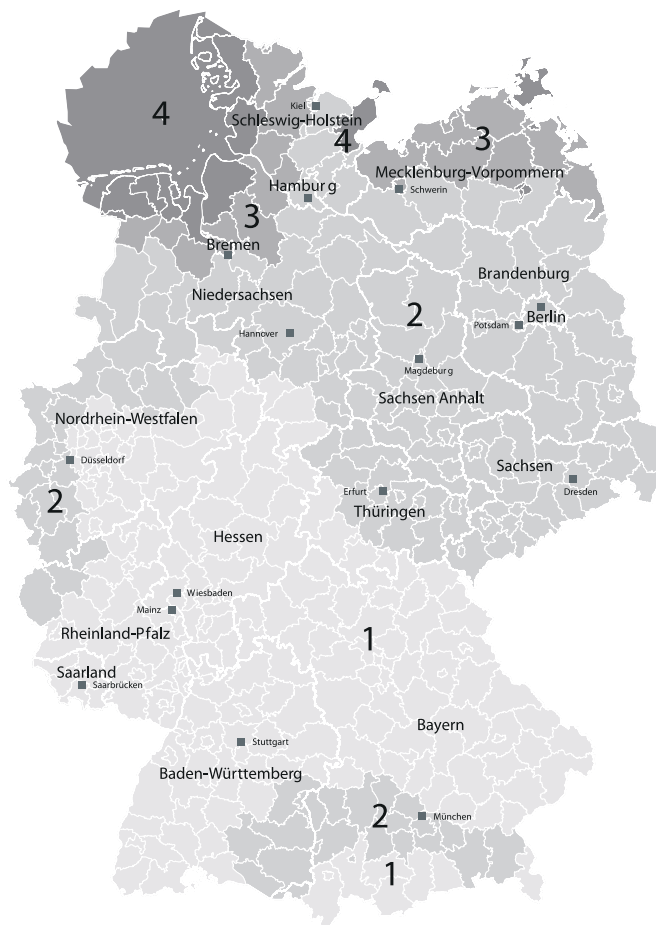 4
Kiel
Schleswig-Holstein
4
3
Mecklenburg-Vorpommern
Schwerin
Hamburg
3
Bremen
Niedersachsen
Brandenburg
2
Berlin
Potsdam
Hannover
Magdeburg
Sachsen Anhalt
Nordrhein-Westfalen
Düsseldorf
2
Sachsen
Dresden
Erfurt
Thüringen
Hessen
Wiesbaden
Mainz
Rheinland-Pfalz
1
Saarland
Saarbrücken
Bayern
Stuttgart
Baden-Württemberg
2
München
1